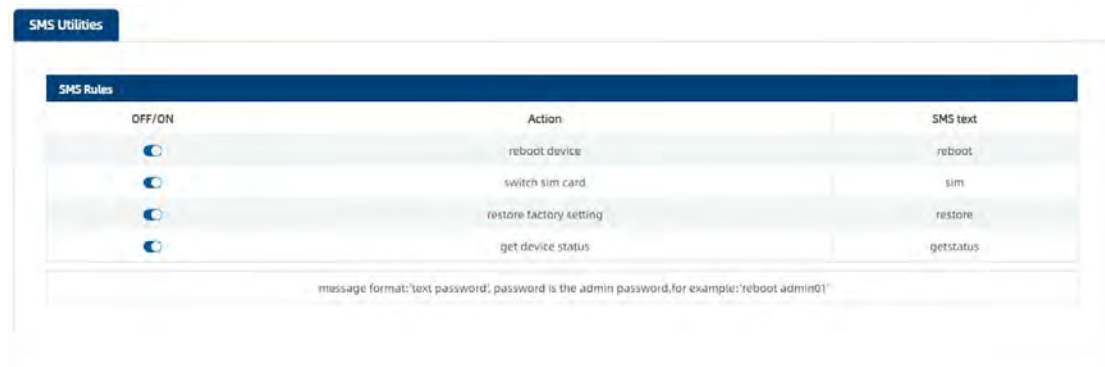 SMS Utilities
SMS Rules
OFF/ON Action SMS text
reboot device reboot
switch sim card sim
restore factory setting restore
get device status getstatus
message format:'text password', password is the admin password,for example:'reboot admin01'